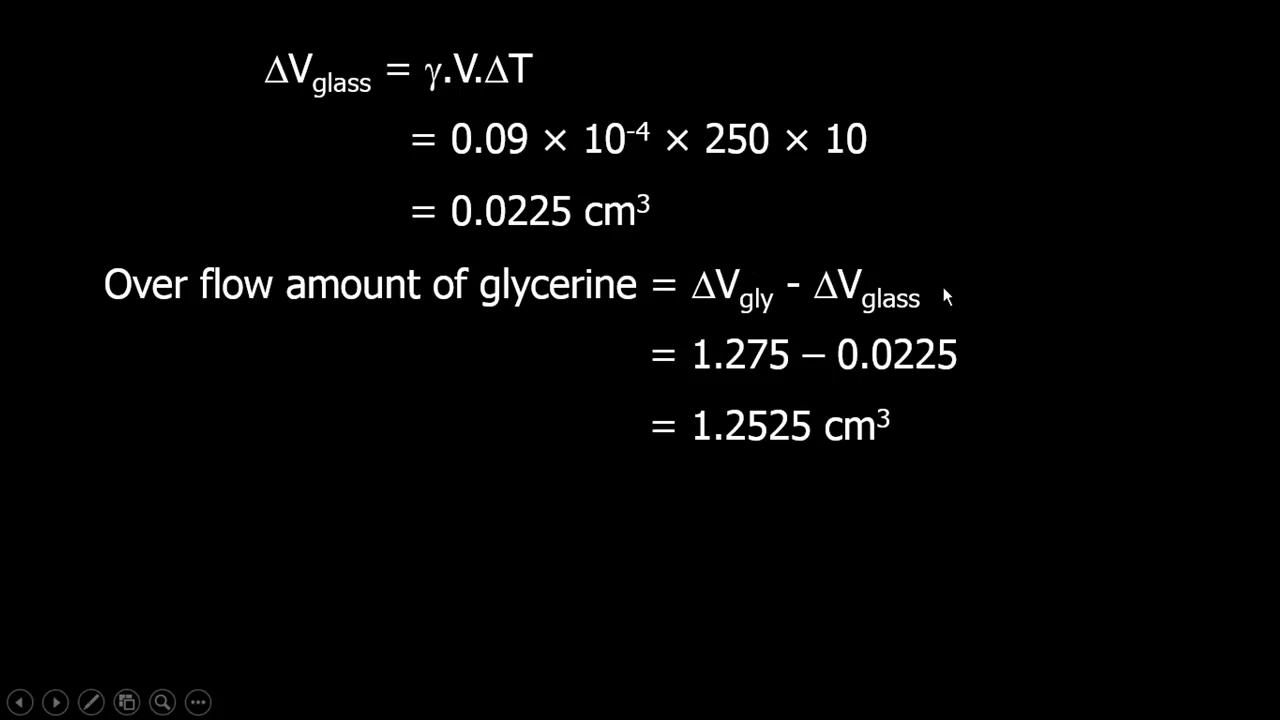 ΔVglass = γ.V.ΔT
= 0.09 × 10-4 × 250 × 10
= 0.0225 cm3
Over flow amount of glycerine = ΔVgly - ΔVglass
= 1.275 – 0.0225
= 1.2525 cm3